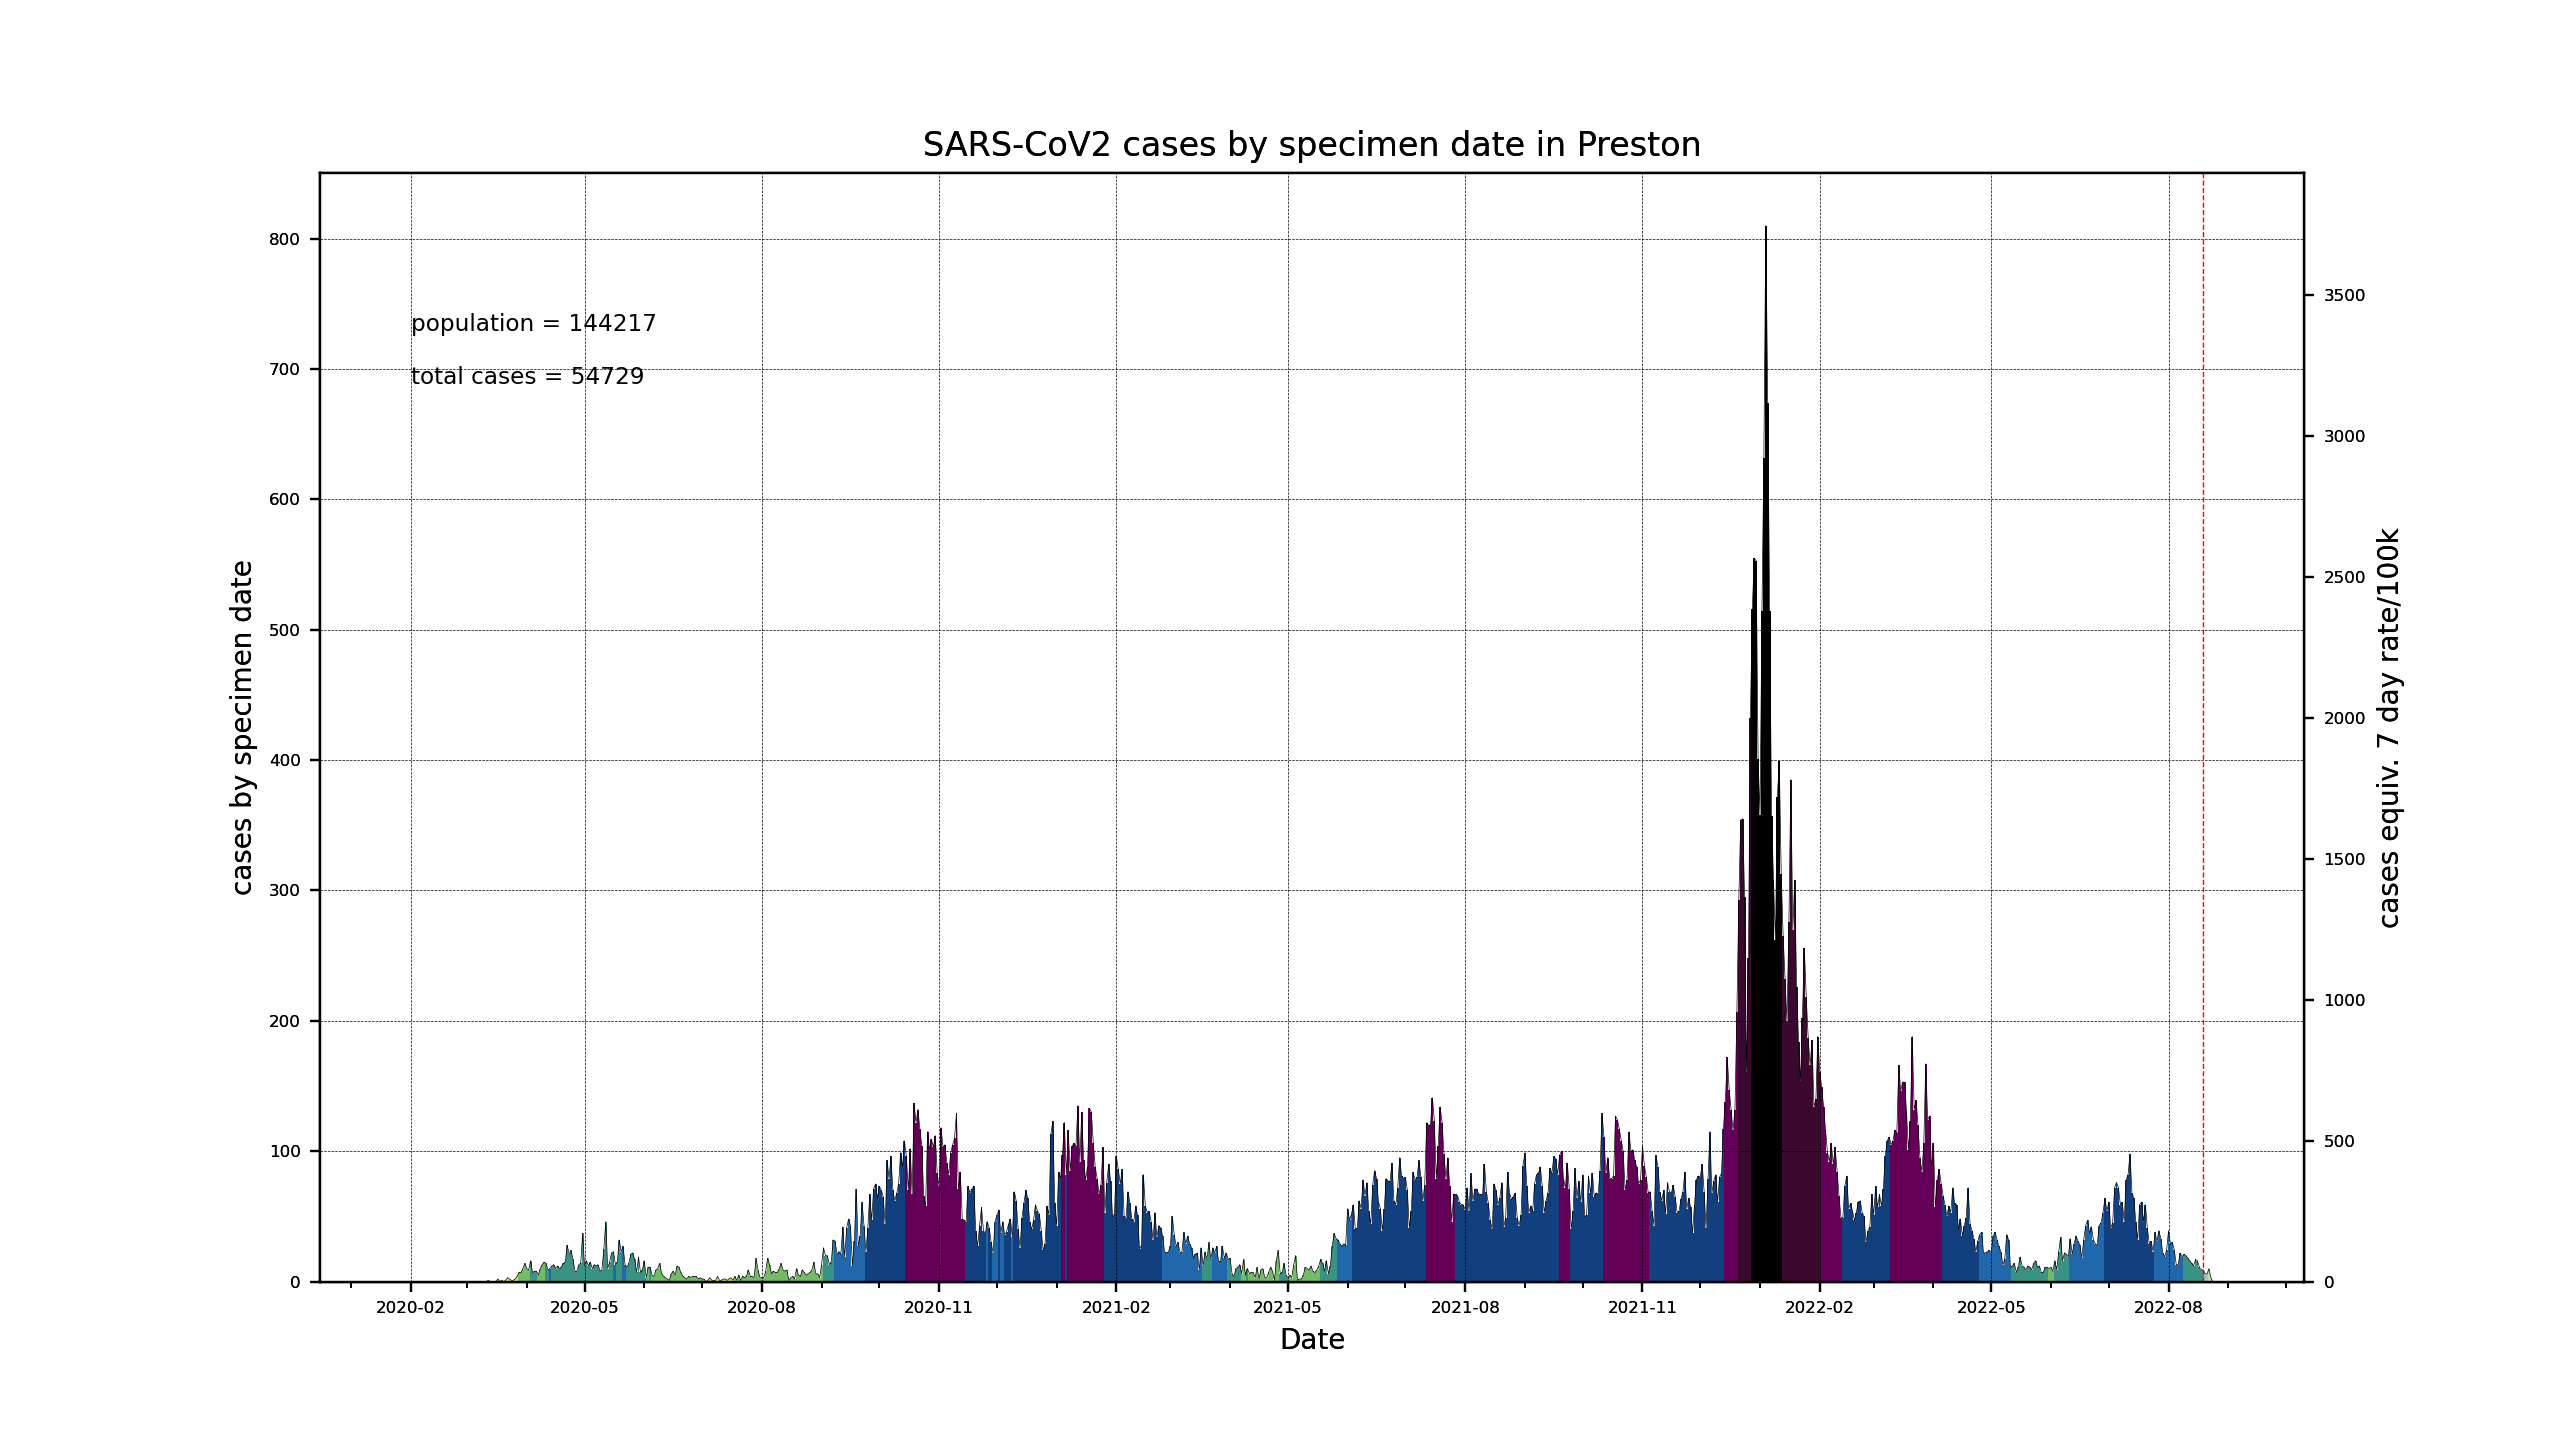 SARS-CoV2 cases by specimen date in Preston
population = 144217
total cases = 54729
cases by specimen date
800
700
600
500
400
300
200
100
0
3500
3000
2500
2000
1500
1000
500
0
cases equiv. 7 day rate/100k
2020-02 2020-05 2020-08 2020-11 2021-02 2021-05 2021-08 2021-11 2022-02 2022-05 2022-08
Date